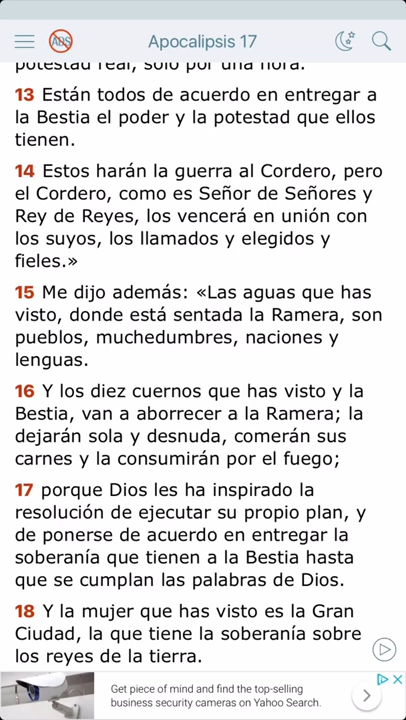 ADS
Apocalipsis 17
potestad real, sólo por una hora.
13 Están todos de acuerdo en entregar a
la Bestia el poder y la potestad que ellos
tienen.
14 Estos harán la guerra al Cordero, pero
el Cordero, como es Señor de Señores y
Rey de Reyes, los vencerá en unión con
los suyos, los llamados y elegidos y
fieles.»
15 Me dijo además: «Las aguas que has
visto, donde está sentada la Ramera, son
pueblos, muchedumbres, naciones y
lenguas.
16 Y los diez cuernos que has visto y la
Bestia, van a aborrecer a la Ramera; la
dejarán sola y desnuda, comerán sus
carnes y la consumirán por el fuego;
17 porque Dios les ha inspirado la
resolución de ejecutar su propio plan, y
de ponerse de acuerdo en entregar la
soberanía que tienen a la Bestia hasta
que se cumplan las palabras de Dios.
18 Y la mujer que has visto es la Gran
Ciudad, la que tiene la soberanía sobre
los reyes de la tierra.
Get piece of mind and find the top-selling
business security cameras on Yahoo Search.